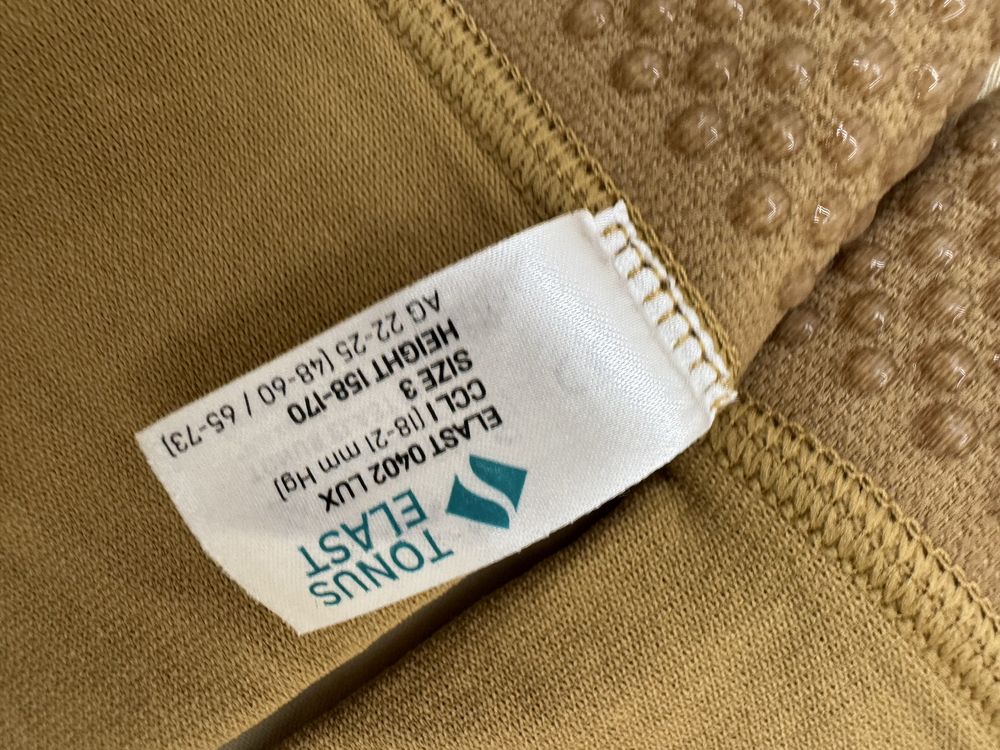 TONUS
ELAST
ELAST 0402 LUX
CCL I [18-21 mm Hg]
SIZE 3
HEIGHT 158-170
AG 22-25 [48-60 / 65-73]